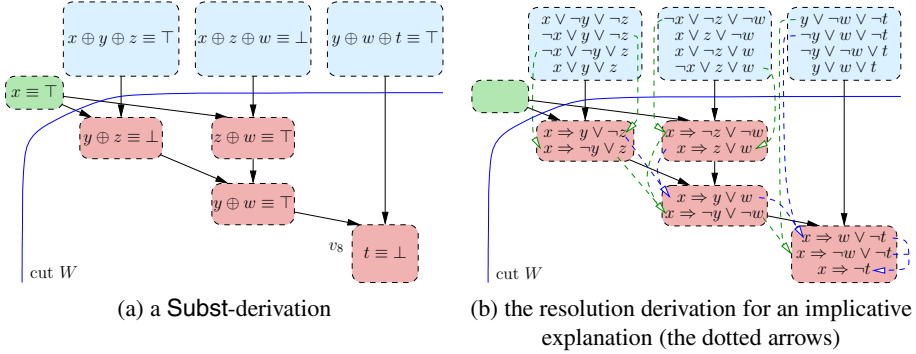 x ⊕ y ⊕ z ≡ ⊤
x ⊕ z ⊕ w ≡ ⊥
y ⊕ w ⊕ t ≡ ⊤
x ≡ ⊤
y ⊕ z ≡ ⊥
z ⊕ w ≡ ⊤
y ⊕ w ≡ ⊤
v₈
t ≡ ⊥
cut W
(a) a Subst-derivation
x ∨ ¬y ∨ ¬z
¬x ∨ y ∨ ¬z
¬x ∨ ¬y ∨ z
x ∨ y ∨ z
¬x ∨ ¬z ∨ ¬w
x ∨ z ∨ ¬w
x ∨ ¬z ∨ w
¬x ∨ z ∨ w
y ∨ ¬w ∨ ¬t
¬y ∨ w ∨ ¬t
¬y ∨ ¬w ∨ t
y ∨ w ∨ t
x ⇒ y ∨ ¬z
x ⇒ ¬y ∨ z
x ⇒ ¬z ∨ ¬w
x ⇒ z ∨ w
x ⇒ y ∨ w
x ⇒ ¬y ∨ ¬w
x ⇒ w ∨ ¬t
x ⇒ ¬w ∨ ¬t
x ⇒ ¬t
cut W
(b) the resolution derivation for an implicative
explanation (the dotted arrows)